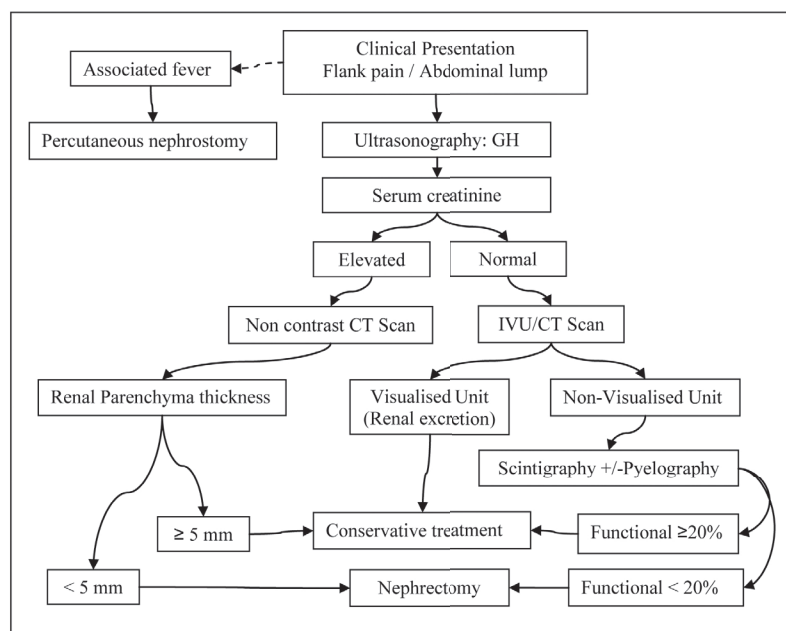 Clinical Presentation
Flank pain / Abdominal lump
Associated fever
Percutaneous nephrostomy
Ultrasonography: GH
Serum creatinine
Elevated
Normal
Non contrast CT Scan
IVU/CT Scan
Renal Parenchyma thickness
Visualised Unit
(Renal excretion)
Non-Visualised Unit
Scintigraphy +/-Pyelography
≥ 5 mm
Conservative treatment
Functional ≥20%
< 5 mm
Nephrectomy
Functional < 20%